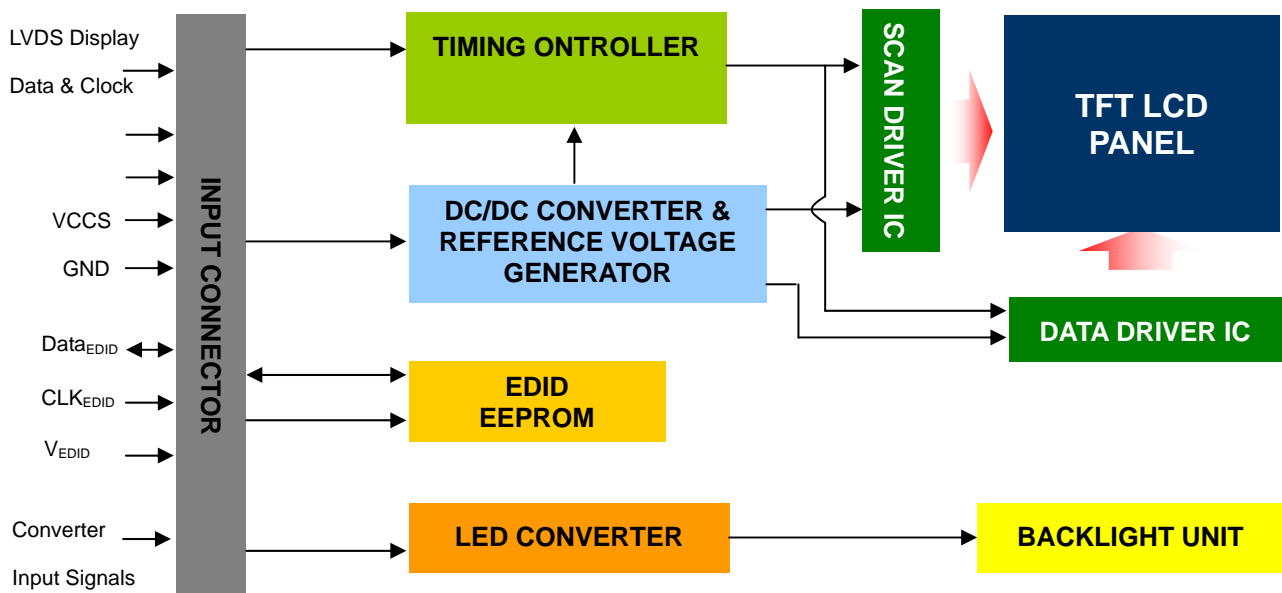 LVDS Display
Data & Clock
VCCS
GND
DataEDID
CLKEDID
VEDID
Converter
Input Signals
INPUT CONNECTOR
TIMING ONTROLLER
DC/DC CONVERTER &
REFERENCE VOLTAGE
GENERATOR
EDID
EEPROM
LED CONVERTER
SCAN DRIVER IC
TFT LCD
PANEL
DATA DRIVER IC
BACKLIGHT UNIT